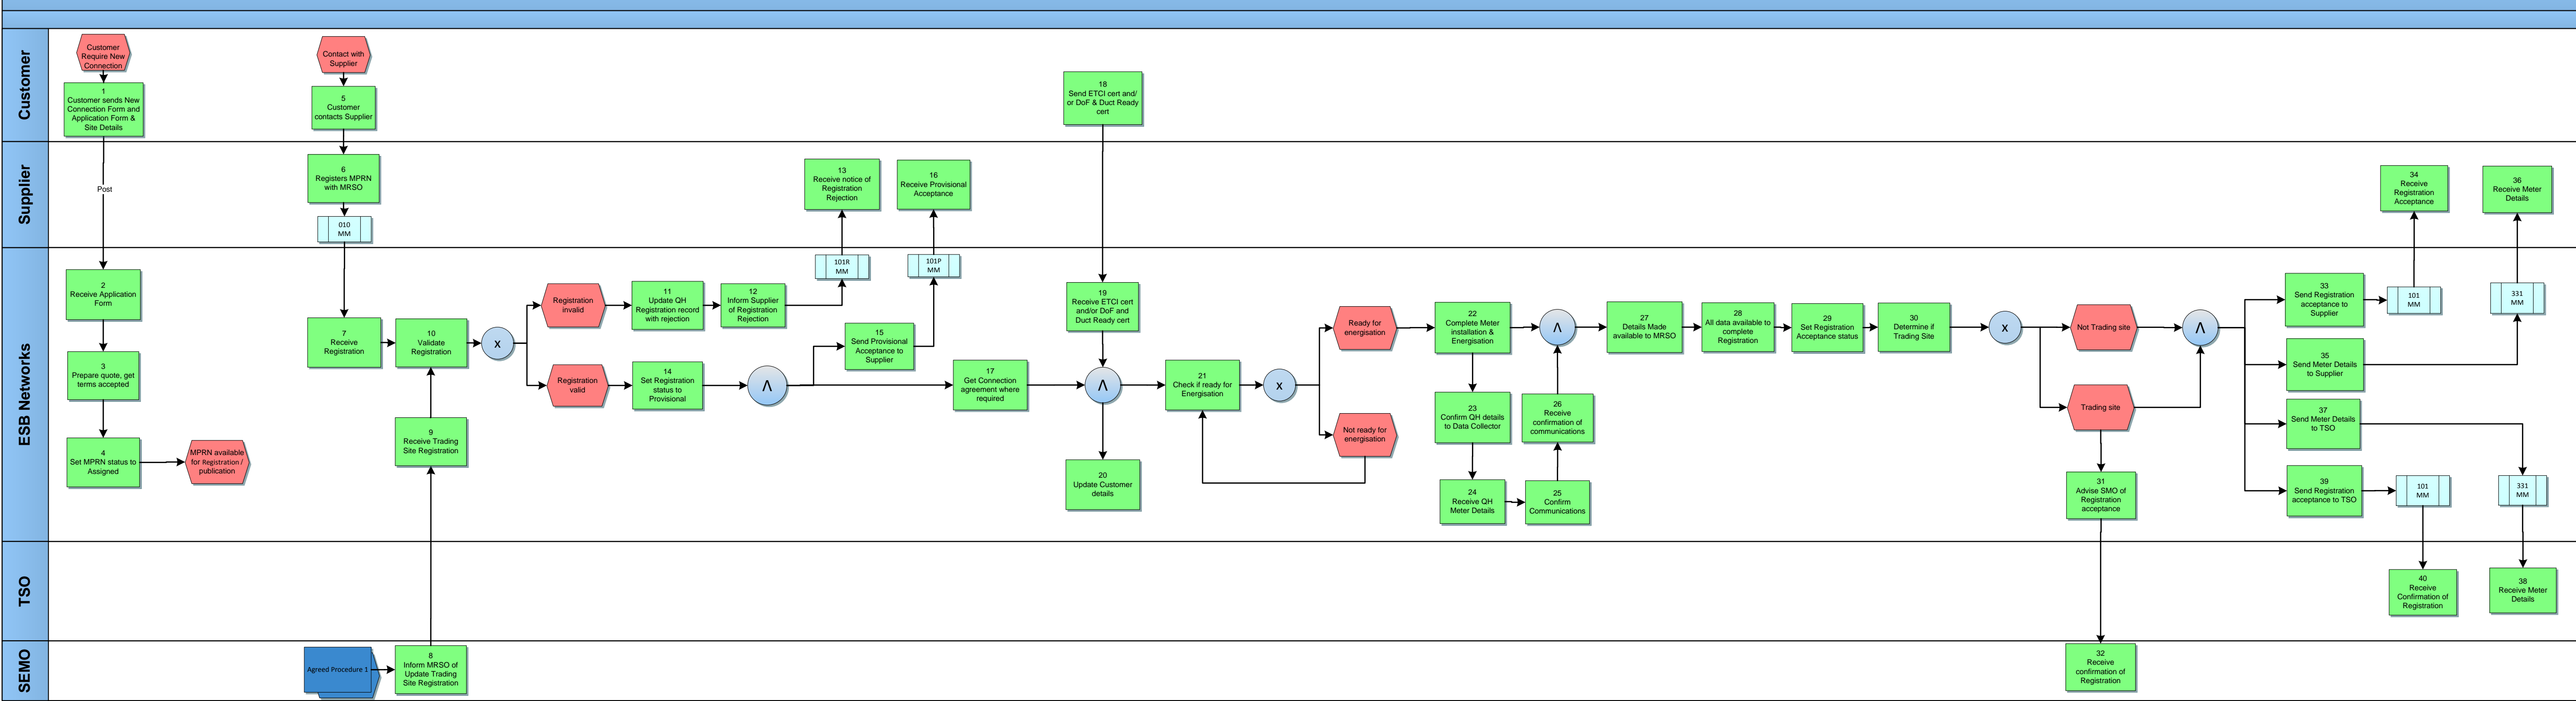 Customer
Customer
Require New
Connection
1
Customer sends New
Connection Form and
Application Form &
Site Details
Contact with
Supplier
5
Customer
contacts Supplier
18
Send ETCI cert and/
or DoF & Duct Ready
cert
Supplier
Post
6
Registers MPRN
with MRSO
010
MM
13
Receive notice of
Registration
Rejection
16
Receive Provisional
Acceptance
34
Receive
Registration
Acceptance
36
Receive Meter
Details
ESB Networks
2
Receive Application
Form
3
Prepare quote, get
terms accepted
4
Set MPRN status to
Assigned
MPRN available
for Registration /
publication
7
Receive
Registration
10
Validate
Registration
9
Receive Trading
Site Registration
x
Registration
invalid
Registration
valid
11
Update QH
Registration record
with rejection
12
Inform Supplier
of Registration
Rejection
101R
MM
101P
MM
14
Set Registration
status to
Provisional
Λ
15
Send Provisional
Acceptance to
Supplier
17
Get Connection
agreement where
required
19
Receive ETCI cert
and/or DoF and
Duct Ready cert
Λ
20
Update Customer
details
21
Check if ready for
Energisation
x
Ready for
energisation
Not ready for
energisation
22
Complete Meter
installation &
Energisation
23
Confirm QH details
to Data Collector
24
Receive QH
Meter Details
25
Confirm
Communications
26
Receive
confirmation of
communications
Λ
27
Details Made
available to MRSO
28
All data available to
complete
Registration
29
Set Registration
Acceptance status
30
Determine if
Trading Site
x
Not Trading site
Trading site
31
Advise SMO of
Registration
acceptance
Λ
33
Send Registration
acceptance to
Supplier
101
MM
331
MM
35
Send Meter Details
to Supplier
37
Send Meter Details
to TSO
39
Send Registration
acceptance to TSO
101
MM
331
MM
TSO
40
Receive
Confirmation of
Registration
38
Receive Meter
Details
SEMO
Agreed Procedure 1
8
Inform MRSO of
Update Trading
Site Registration
32
Receive
confirmation of
Registration